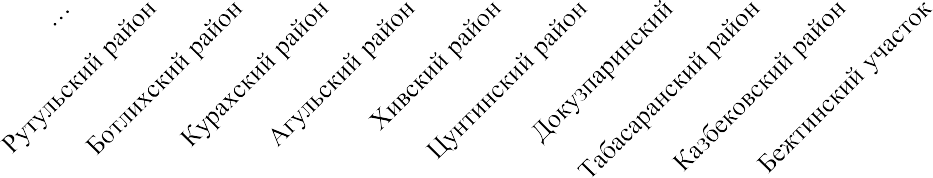 ...
Рутульский район
Ботлихский район
Курахский район
Агульский район
Хивский район
Цунтинский район
Докузпаринский
Табасаранский район
Казбековский район
Бежтинский участок